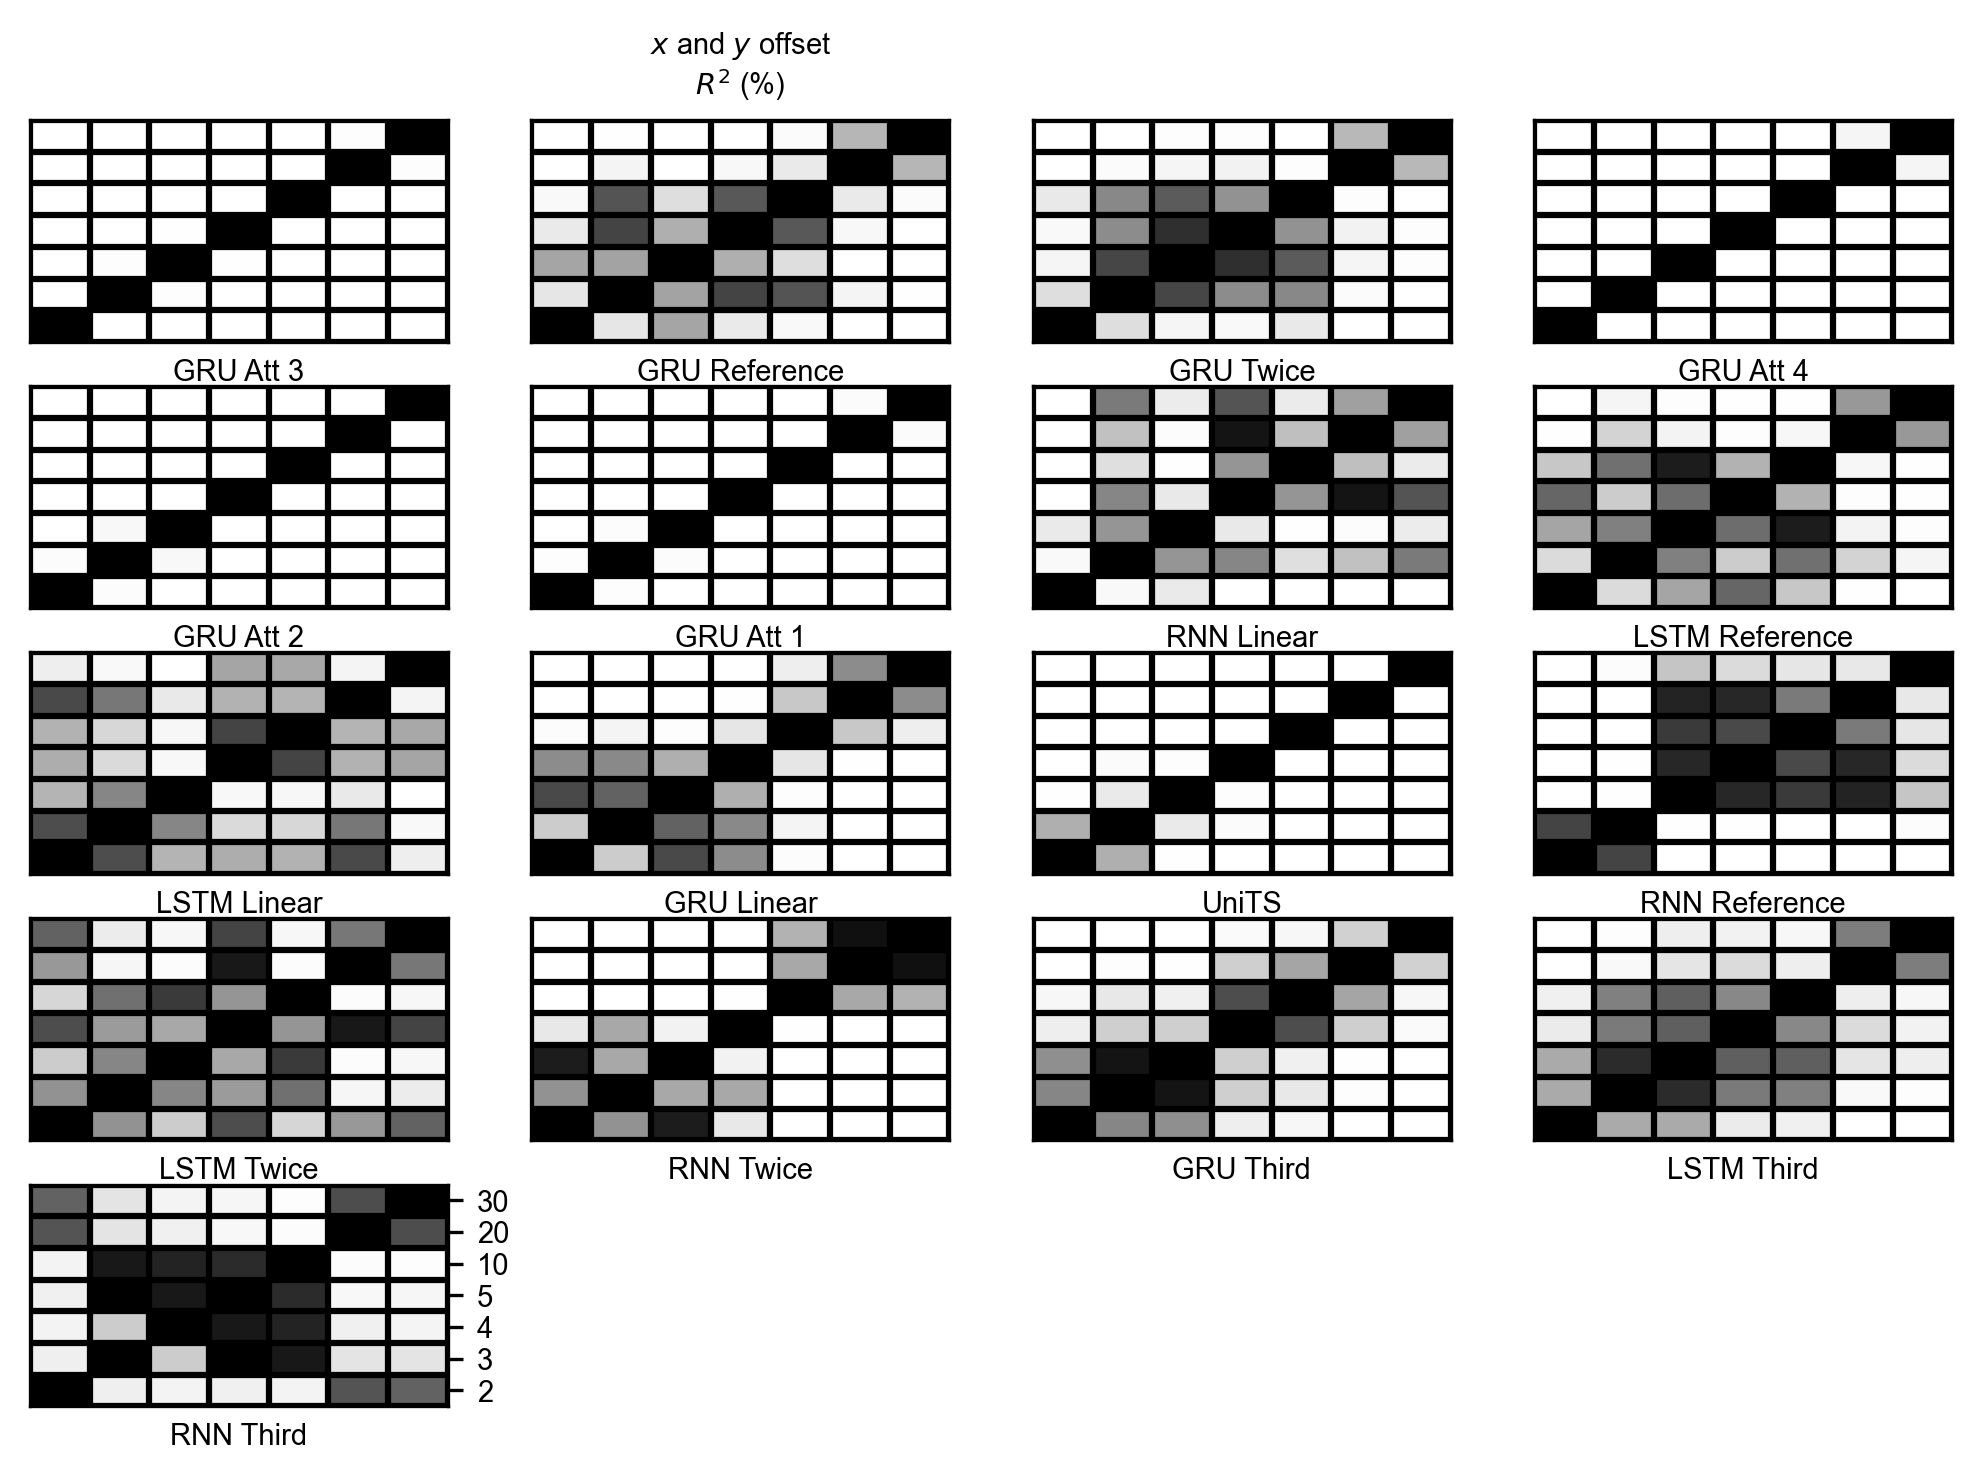 x and y offset
R² (%)
GRU Att 3
GRU Reference
GRU Twice
GRU Att 4
GRU Att 2
GRU Att 1
RNN Linear
LSTM Reference
LSTM Linear
GRU Linear
UniTS
RNN Reference
LSTM Twice
RNN Twice
GRU Third
LSTM Third
30
20
10
5
4
3
2
RNN Third